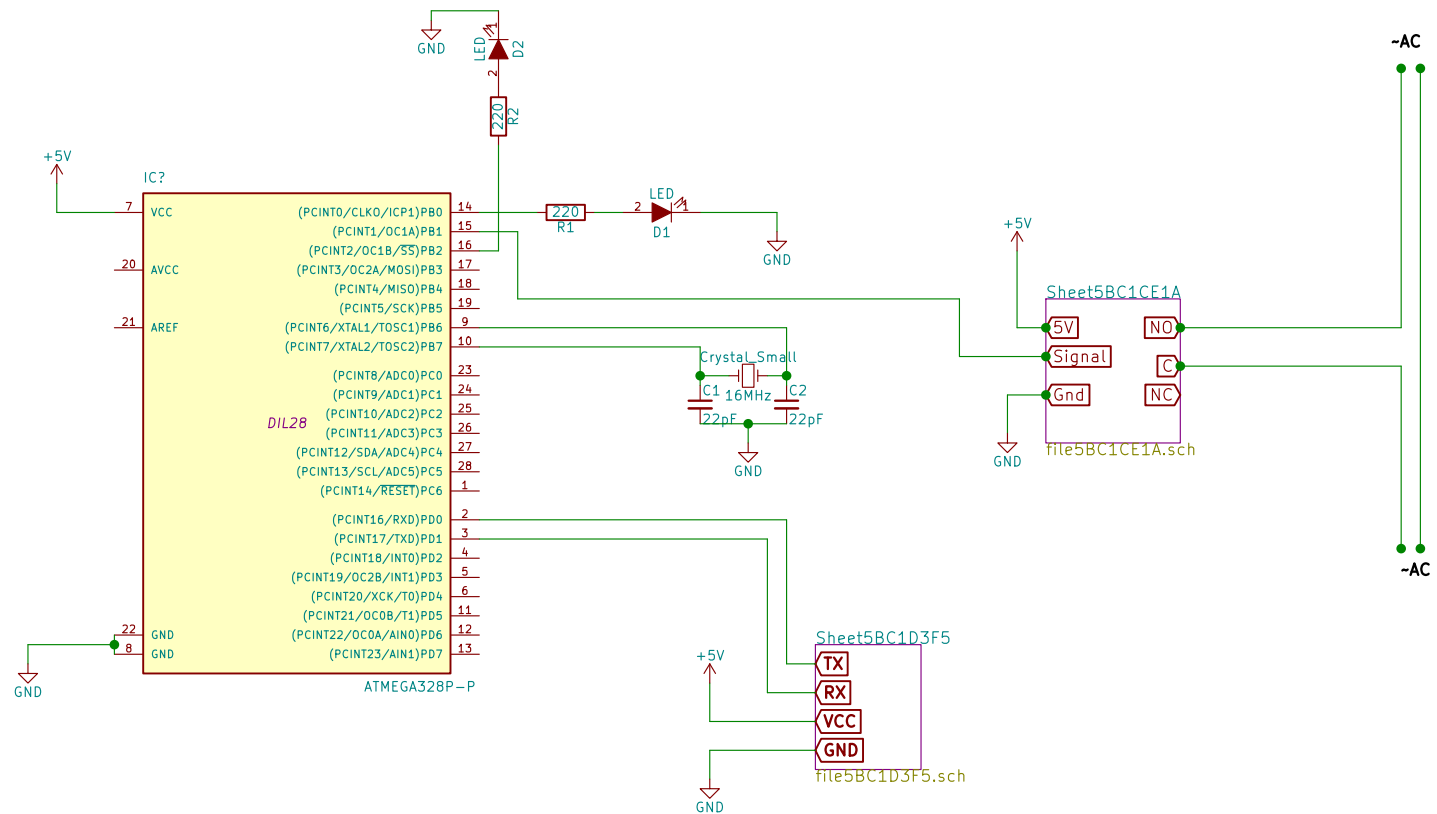 ~AC
GND
LED
1
2
D2
220
R2
+5V
IC?
7 VCC
20 AVCC
21 AREF
22 GND
8 GND
GND
DIL28
(PCINT0/CLKO/ICP1)PB0 14
(PCINT1/OC1A)PB1 15
(PCINT2/OC1B/SS)PB2 16
(PCINT3/OC2A/MOSI)PB3 17
(PCINT4/MISO)PB4 18
(PCINT5/SCK)PB5 19
(PCINT6/XTAL1/TOSC1)PB6 9
(PCINT7/XTAL2/TOSC2)PB7 10
(PCINT8/ADC0)PC0 23
(PCINT9/ADC1)PC1 24
(PCINT10/ADC2)PC2 25
(PCINT11/ADC3)PC3 26
(PCINT12/SDA/ADC4)PC4 27
(PCINT13/SCL/ADC5)PC5 28
(PCINT14/RESET)PC6 1
(PCINT16/RXD)PD0 2
(PCINT17/TXD)PD1 3
(PCINT18/INT0)PD2 4
(PCINT19/OC2B/INT1)PD3 5
(PCINT20/XCK/T0)PD4 6
(PCINT21/OC0B/T1)PD5 11
(PCINT22/OC0A/AIN0)PD6 12
(PCINT23/AIN1)PD7 13
ATMEGA328P-P
220
R1
LED
2 1
D1
GND
Crystal_Small
C1 16MHz C2
22pF 22pF
GND
+5V
Sheet5BC1CE1A
5V NO
Signal C
Gnd NC
GND
file5BC1CE1A.sch
~AC
Sheet5BC1D3F5
+5V
TX
RX
VCC
GND
file5BC1D3F5.sch
GND